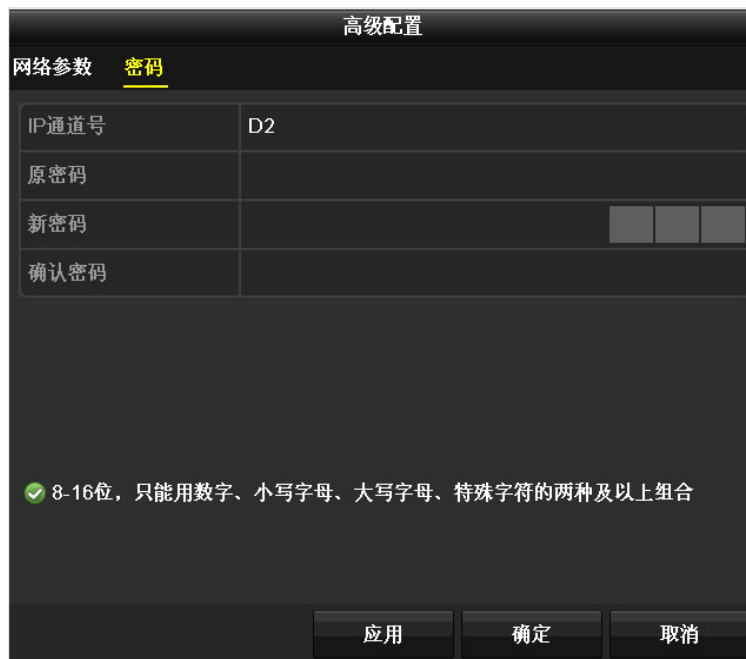 高级配置
网络参数 密码
IP通道号 D2
原密码
新密码
确认密码
8-16位，只能用数字、小写字母、大写字母、特殊字符的两种及以上组合
应用 确定 取消